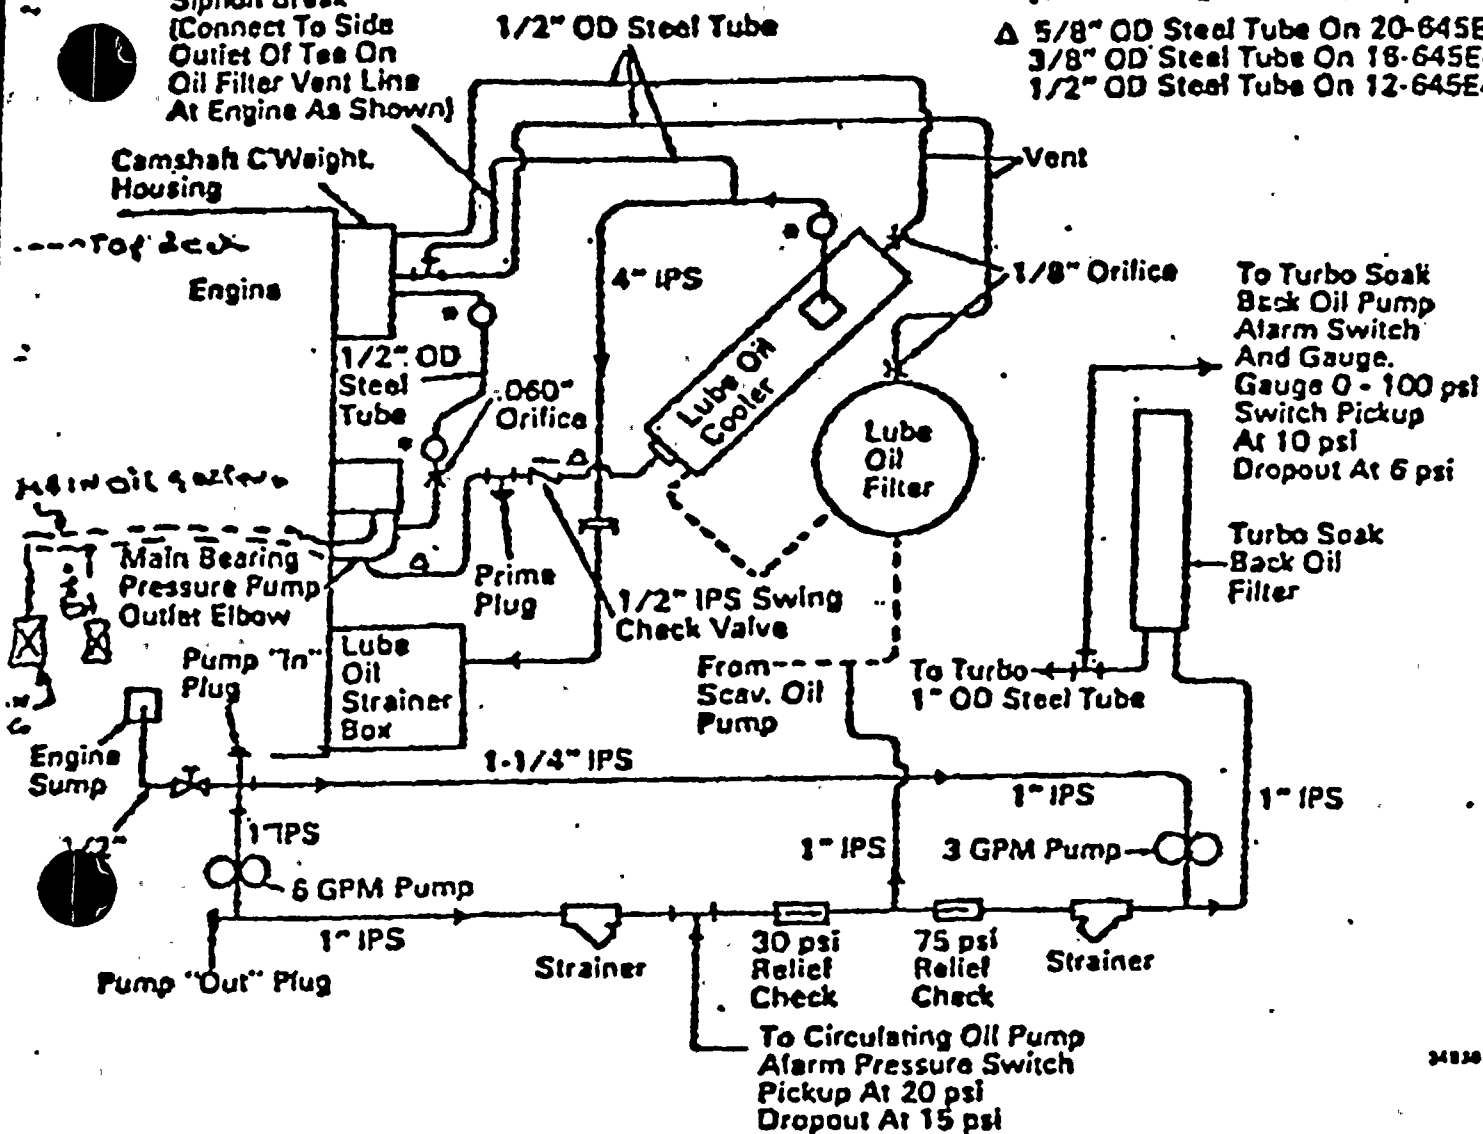 Siphon Break
(Connect To Side
Outlet Of Tee On
Oil Filter Vent Line
At Engine As Shown)
1/2" OD Steel Tube
Δ 5/8" OD Steel Tube On 20-645E
3/8" OD Steel Tube On 16-645E
1/2" OD Steel Tube On 12-645E
Camshaft C'Weight.
Housing
Vent
Top deck
Engine
*
4" IPS
1/8" Orifice
To Turbo Soak
Back Oil Pump
Alarm Switch
And Gauge.
Gauge 0 - 100 psi
Switch Pickup
At 10 psi
Dropout At 6 psi
*
1/2" OD
Steel
Tube
.060"
Orifice
*
Lube Oil
Cooler
Lube
Oil
Filter
Δ
Main oil gallery
Main Bearing
Pressure Pump
Outlet Elbow
Δ
Prime
Plug
1/2" IPS Swing
Check Valve
Turbo Soak
Back Oil
Filter
Pump "In"
Plug
Lube
Oil
Strainer
Box
From
Scav. Oil
Pump
To Turbo
1" OD Steel Tube
Engine
Sump
1-1/4" IPS
1" IPS
1" IPS
1/2"
1" IPS
6 GPM Pump
1" IPS
3 GPM Pump
1" IPS
Pump "Out" Plug
Strainer
30 psi
Relief
Check
75 psi
Relief
Check
Strainer
To Circulating Oil Pump
Alarm Pressure Switch
Pickup At 20 psi
Dropout At 15 psi